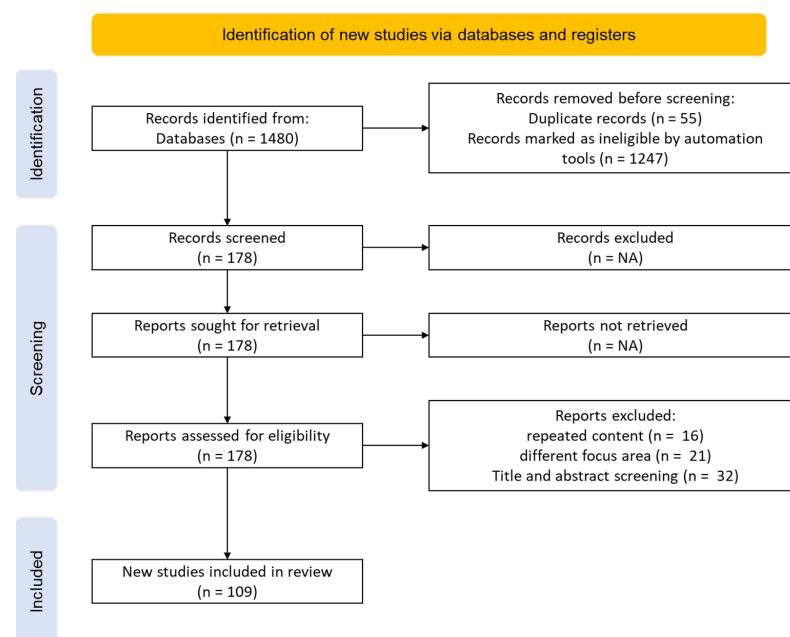 Identification of new studies via databases and registers
Identification
Records identified from:
Databases (n = 1480)
Records removed before screening:
Duplicate records (n = 55)
Records marked as ineligible by automation
tools (n = 1247)
Screening
Records screened
(n = 178)
Records excluded
(n = NA)
Reports sought for retrieval
(n = 178)
Reports not retrieved
(n = NA)
Reports assessed for eligibility
(n = 178)
Reports excluded:
repeated content (n = 16)
different focus area (n = 21)
Title and abstract screening (n = 32)
Included
New studies included in review
(n = 109)